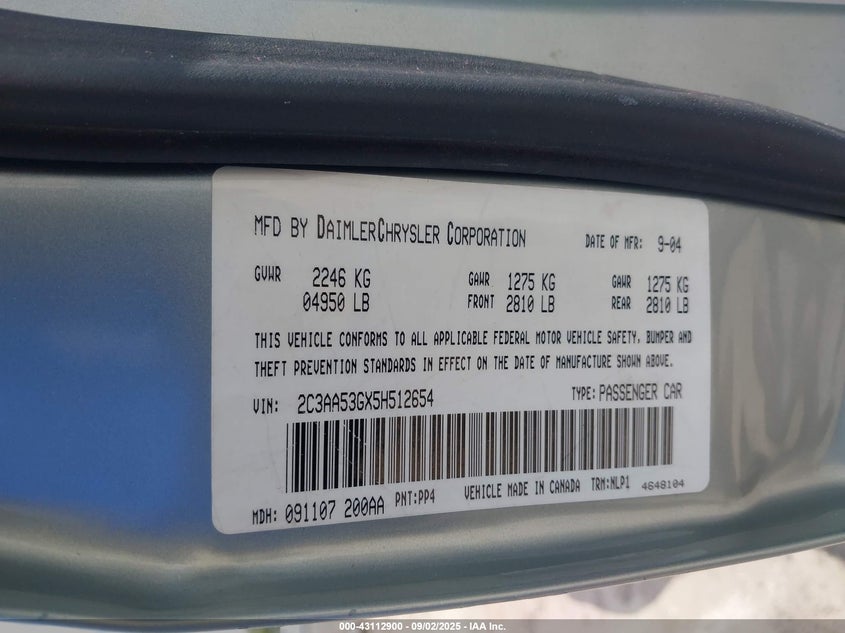 MFD BY DAIMLERCHRYSLER CORPORATION DATE OF MFR: 9-04
GVWR 2246 KG GAWR 1275 KG GAWR 1275 KG
04950 LB FRONT 2810 LB REAR 2810 LB
THIS VEHICLE CONFORMS TO ALL APPLICABLE FEDERAL MOTOR VEHICLE SAFETY, BUMPER AND
THEFT PREVENTION STANDARDS IN EFFECT ON THE DATE OF MANUFACTURE SHOWN ABOVE.
VIN: 2C3AA53GX5H512654 TYPE: PASSENGER CAR
MDH: 091107 200AA PNT: PP4 VEHICLE MADE IN CANADA TRM: NLP1 4648104
000-43112900 - 09/02/2025 - IAA Inc.